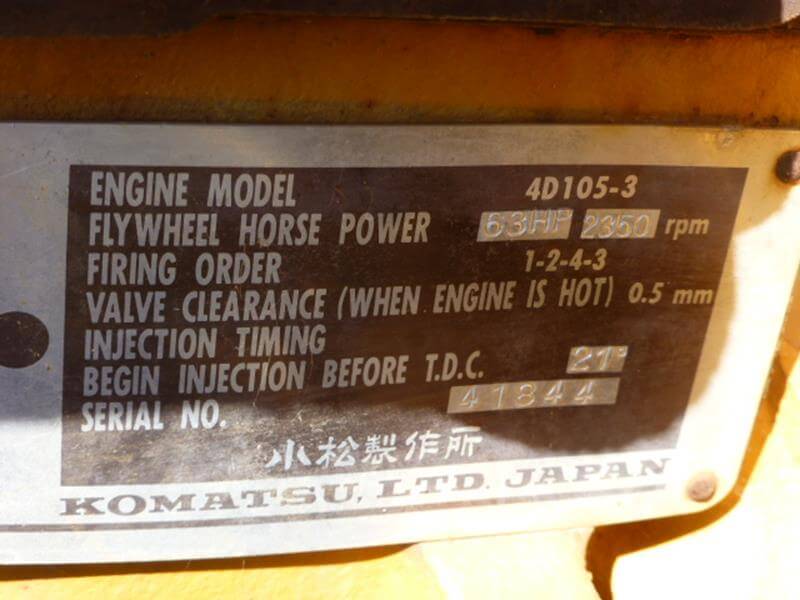 ENGINE MODEL 4D105-3
FLYWHEEL HORSE POWER 63HP 2350 rpm
FIRING ORDER 1-2-4-3
VALVE CLEARANCE (WHEN ENGINE IS HOT) 0.5 mm
INJECTION TIMING
BEGIN INJECTION BEFORE T.D.C. 21°
SERIAL NO. 41844
小松製作所
KOMATSU, LTD. JAPAN